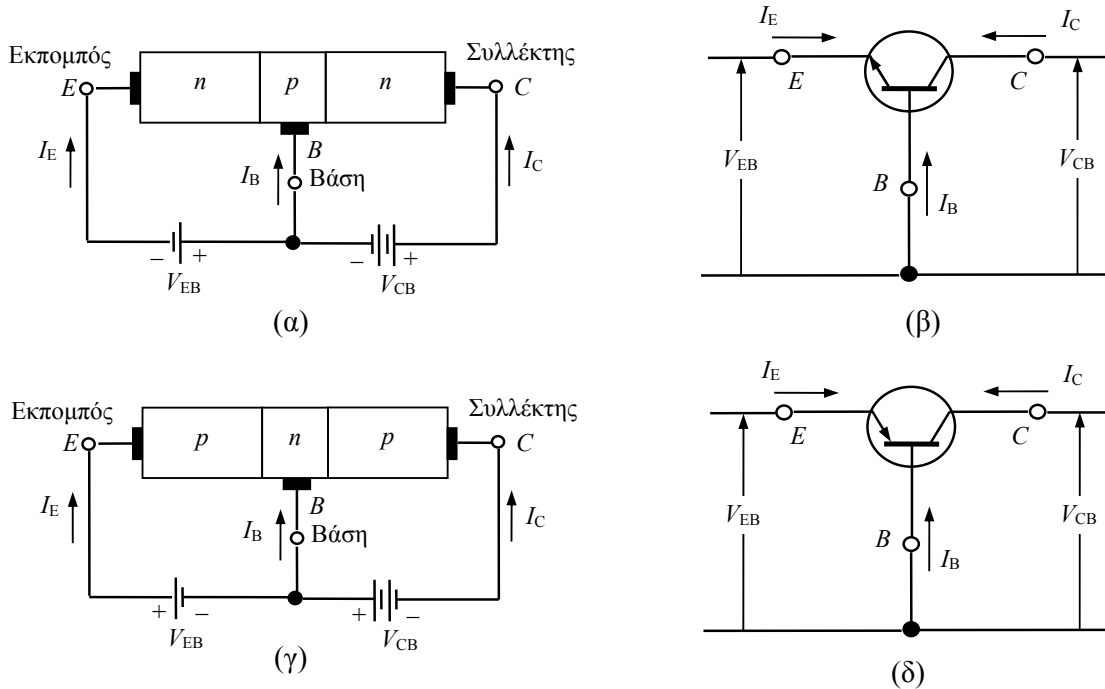 Εκπομπός
Συλλέκτης
E
n
p
n
C
I_E
B
I_B
Βάση
I_C
– +
– +
V_EB
V_CB
(α)
I_E
I_C
E
C
V_EB
V_CB
B
I_B
(β)
Εκπομπός
Συλλέκτης
E
p
n
p
C
I_E
B
I_B
Βάση
I_C
+ –
+ –
V_EB
V_CB
(γ)
I_E
I_C
E
C
V_EB
V_CB
B
I_B
(δ)